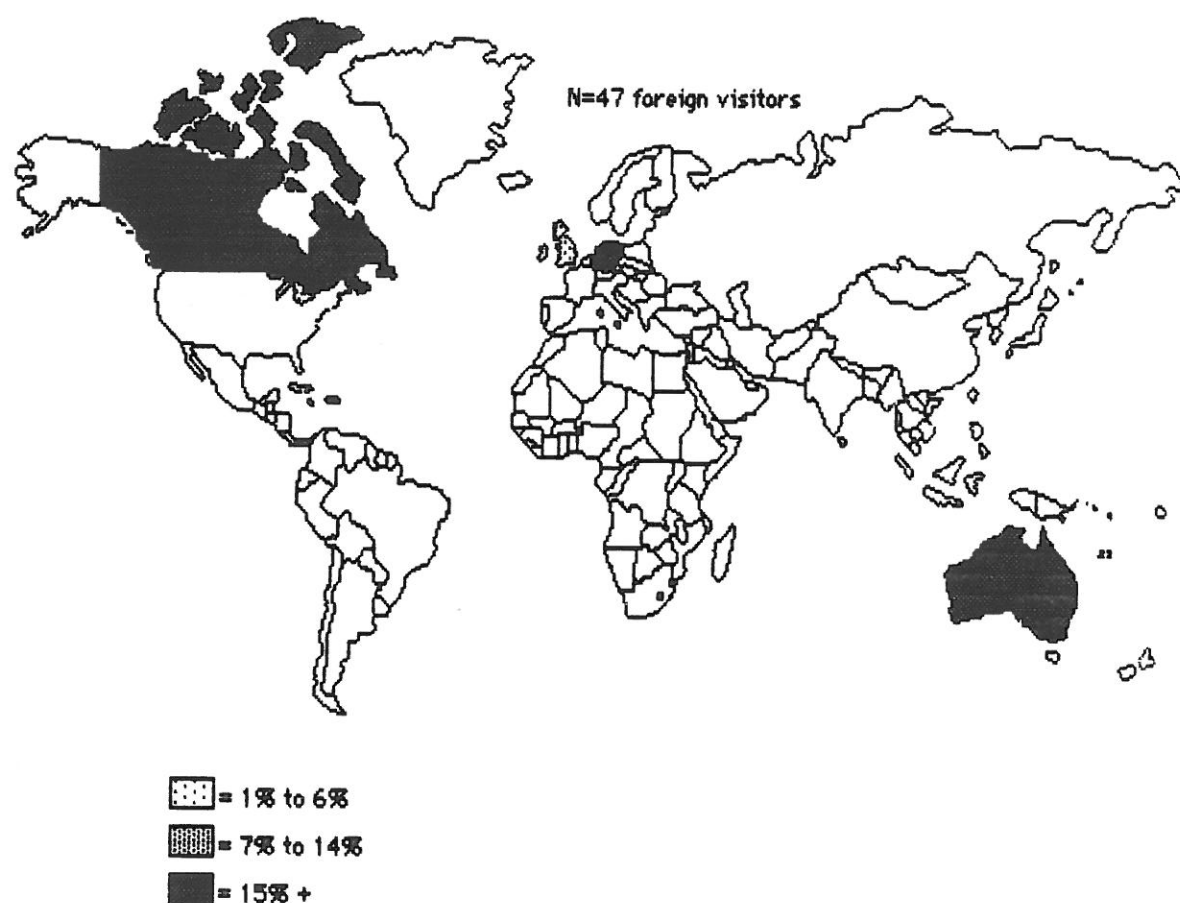 N=47 foreign visitors
= 1% to 6%
= 7% to 14%
= 15% +